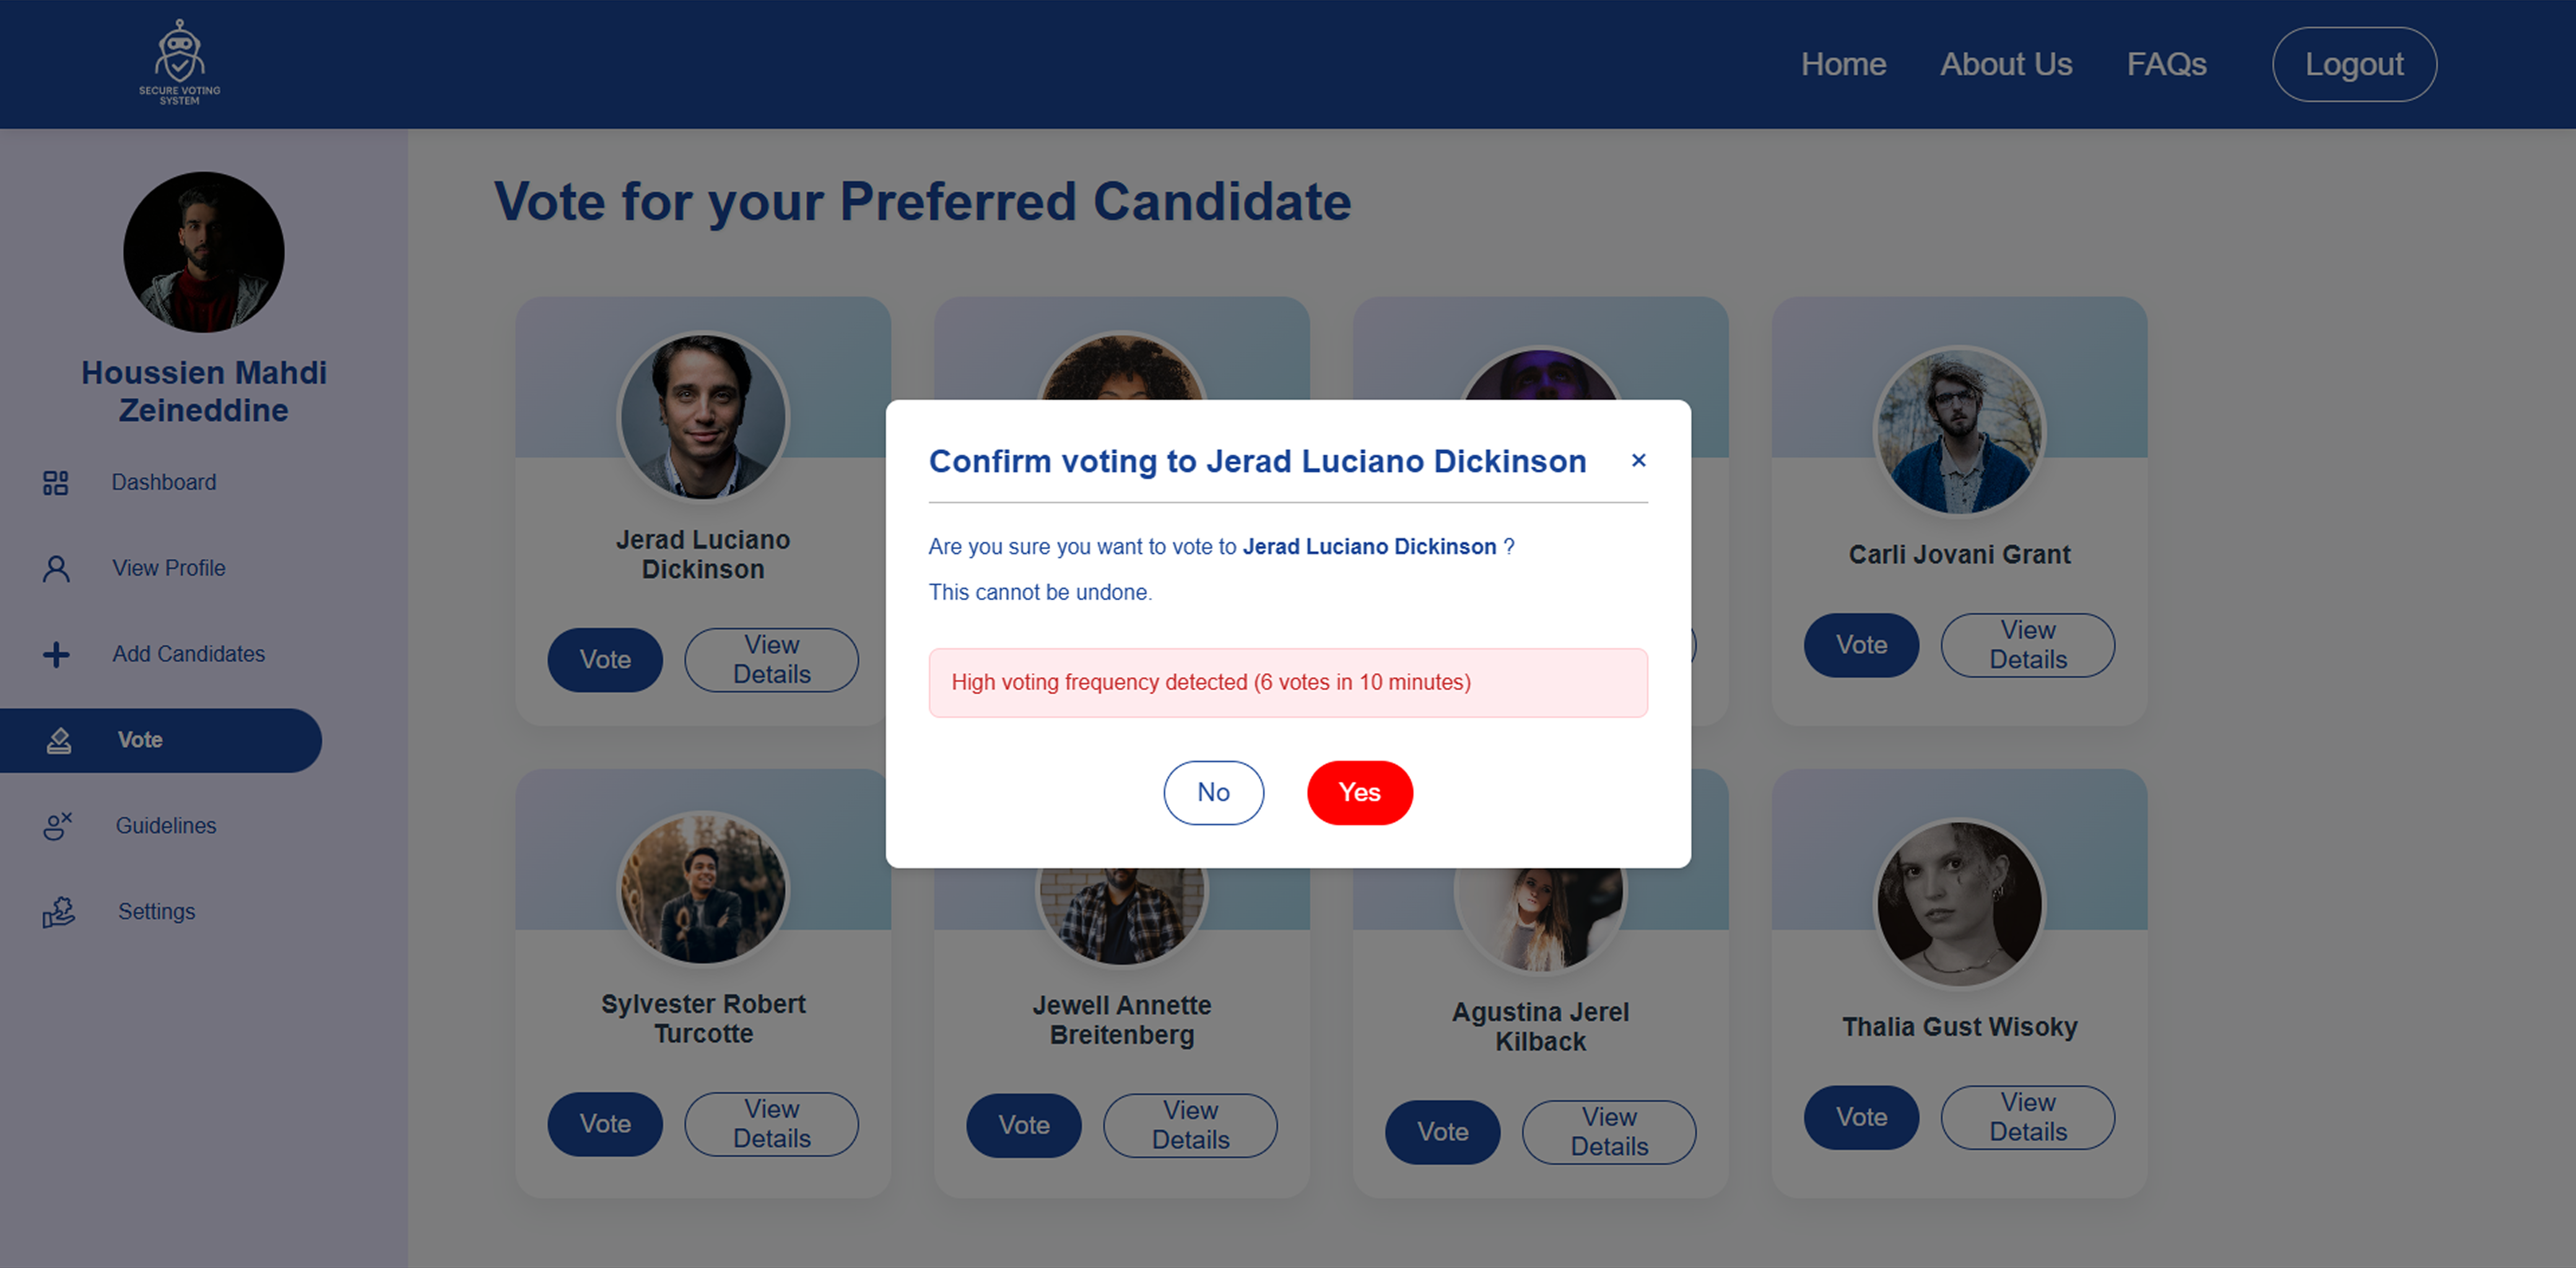 SECURE VOTING
SYSTEM
Home
About Us
FAQs
Logout
Houssien Mahdi
Zeineddine
Dashboard
View Profile
Add Candidates
Vote
Guidelines
Settings
Vote for your Preferred Candidate
Jerad Luciano
Dickinson
Vote
View
Details
Carli Jovani Grant
Vote
View
Details
Confirm voting to Jerad Luciano Dickinson
×
Are you sure you want to vote to Jerad Luciano Dickinson ?
This cannot be undone.
High voting frequency detected (6 votes in 10 minutes)
No
Yes
Sylvester Robert
Turcotte
Vote
View
Details
Jewell Annette
Breitenberg
Vote
View
Details
Agustina Jerel
Kilback
Vote
View
Details
Thalia Gust Wisoky
Vote
View
Details